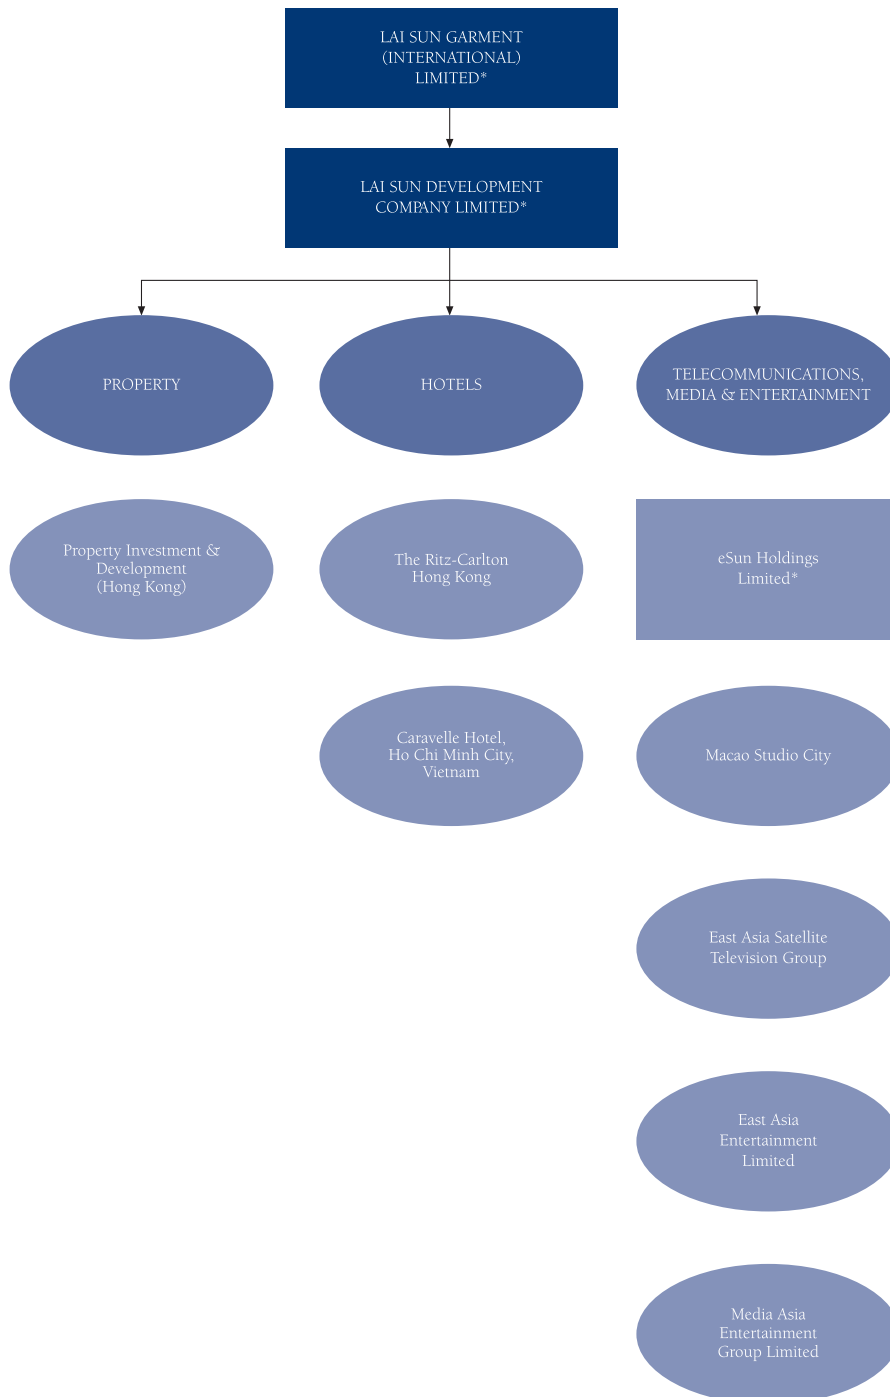 LAI SUN GARMENT
(INTERNATIONAL)
LIMITED*
LAI SUN DEVELOPMENT
COMPANY LIMITED*
PROPERTY
HOTELS
TELECOMMUNICATIONS,
MEDIA & ENTERTAINMENT
Property Investment &
Development
(Hong Kong)
The Ritz-Carlton
Hong Kong
eSun Holdings
Limited*
Caravelle Hotel,
Ho Chi Minh City,
Vietnam
Macao Studio City
East Asia Satellite
Television Group
East Asia
Entertainment
Limited
Media Asia
Entertainment
Group Limited